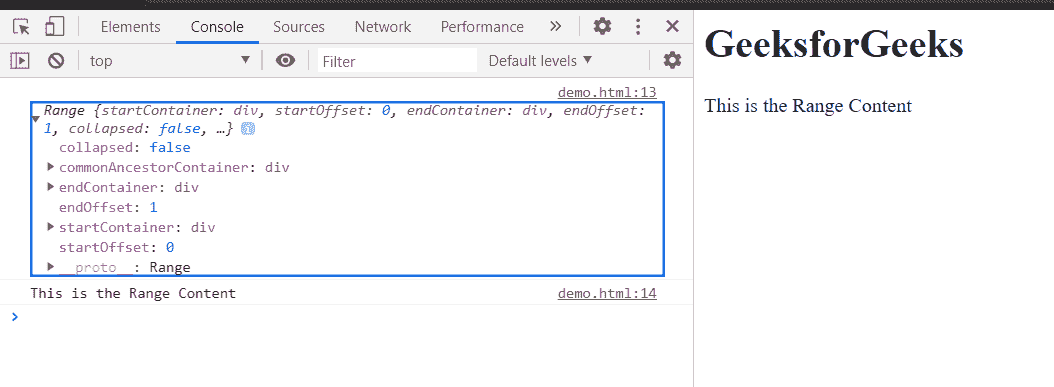 Elements Console Sources Network Performance »
top Filter Default levels
demo.html:13
Range {startContainer: div, startOffset: 0, endContainer: div, endOffset:
1, collapsed: false, …} i
collapsed: false
commonAncestorContainer: div
endContainer: div
endOffset: 1
startContainer: div
startOffset: 0
__proto__: Range
This is the Range Content demo.html:14
>
GeeksforGeeks
This is the Range Content